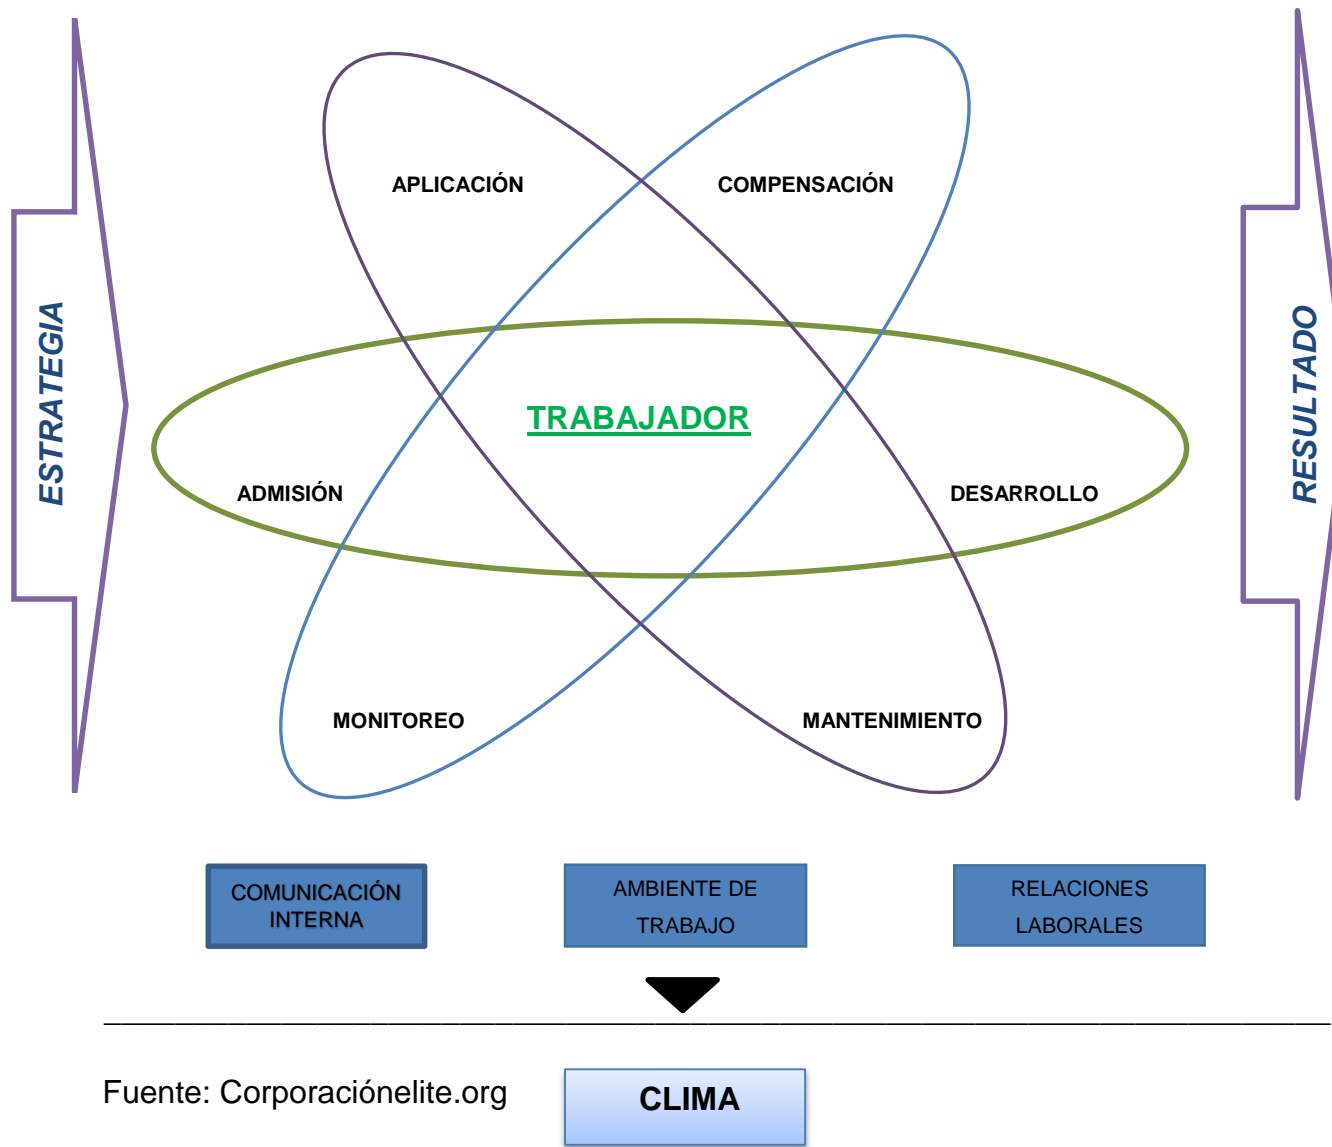 APLICACIÓN
COMPENSACIÓN
ESTRATEGIA
RESULTADO
TRABAJADOR
ADMISIÓN
DESARROLLO
MONITOREO
MANTENIMIENTO
COMUNICACIÓN
INTERNA
AMBIENTE DE
TRABAJO
RELACIONES
LABORALES
Fuente: Corporaciónelite.org
CLIMA